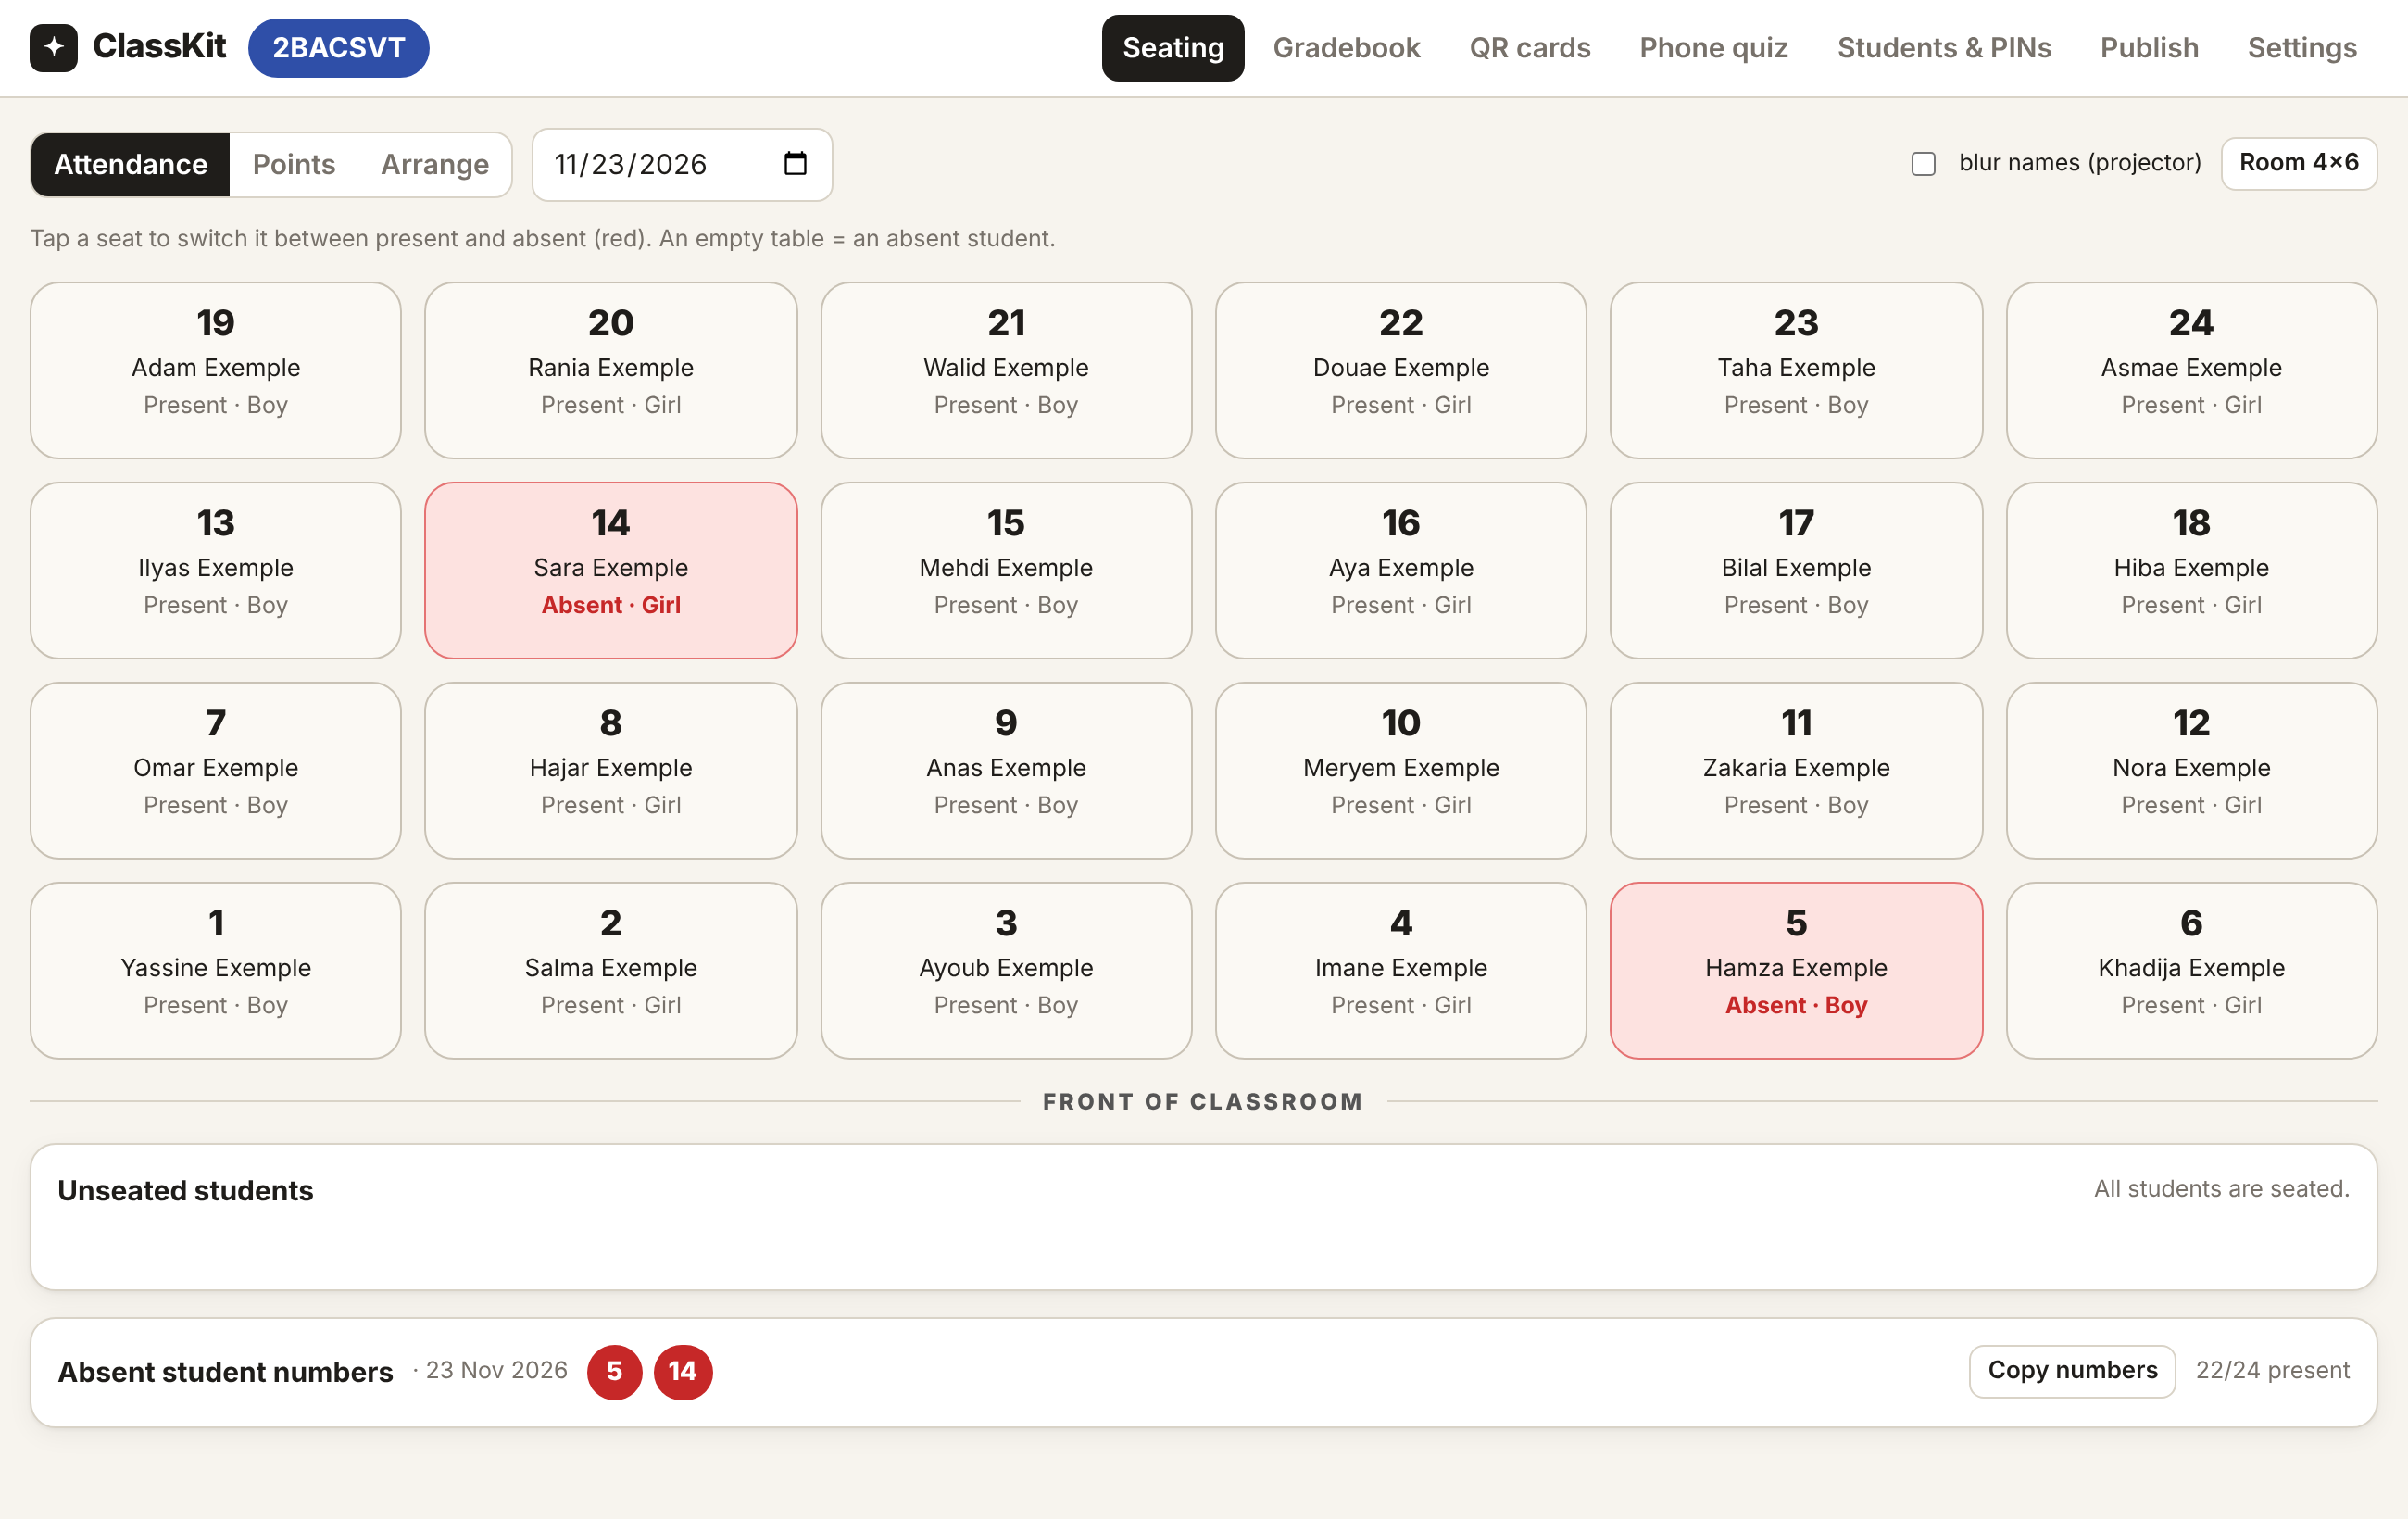 ✦ ClassKit 2BACSVT Seating Gradebook QR cards Phone quiz Students & PINs Publish Settings
Attendance Points Arrange 11/23/2026 blur names (projector) Room 4×6
Tap a seat to switch it between present and absent (red). An empty table = an absent student.
19 20 21 22 23 24
Adam Exemple Rania Exemple Walid Exemple Douae Exemple Taha Exemple Asmae Exemple
Present · Boy Present · Girl Present · Boy Present · Girl Present · Boy Present · Girl
13 14 15 16 17 18
Ilyas Exemple Sara Exemple Mehdi Exemple Aya Exemple Bilal Exemple Hiba Exemple
Present · Boy Absent · Girl Present · Boy Present · Girl Present · Boy Present · Girl
7 8 9 10 11 12
Omar Exemple Hajar Exemple Anas Exemple Meryem Exemple Zakaria Exemple Nora Exemple
Present · Boy Present · Girl Present · Boy Present · Girl Present · Boy Present · Girl
1 2 3 4 5 6
Yassine Exemple Salma Exemple Ayoub Exemple Imane Exemple Hamza Exemple Khadija Exemple
Present · Boy Present · Girl Present · Boy Present · Girl Absent · Boy Present · Girl
FRONT OF CLASSROOM
Unseated students All students are seated.
Absent student numbers · 23 Nov 2026 5 14 Copy numbers 22/24 present